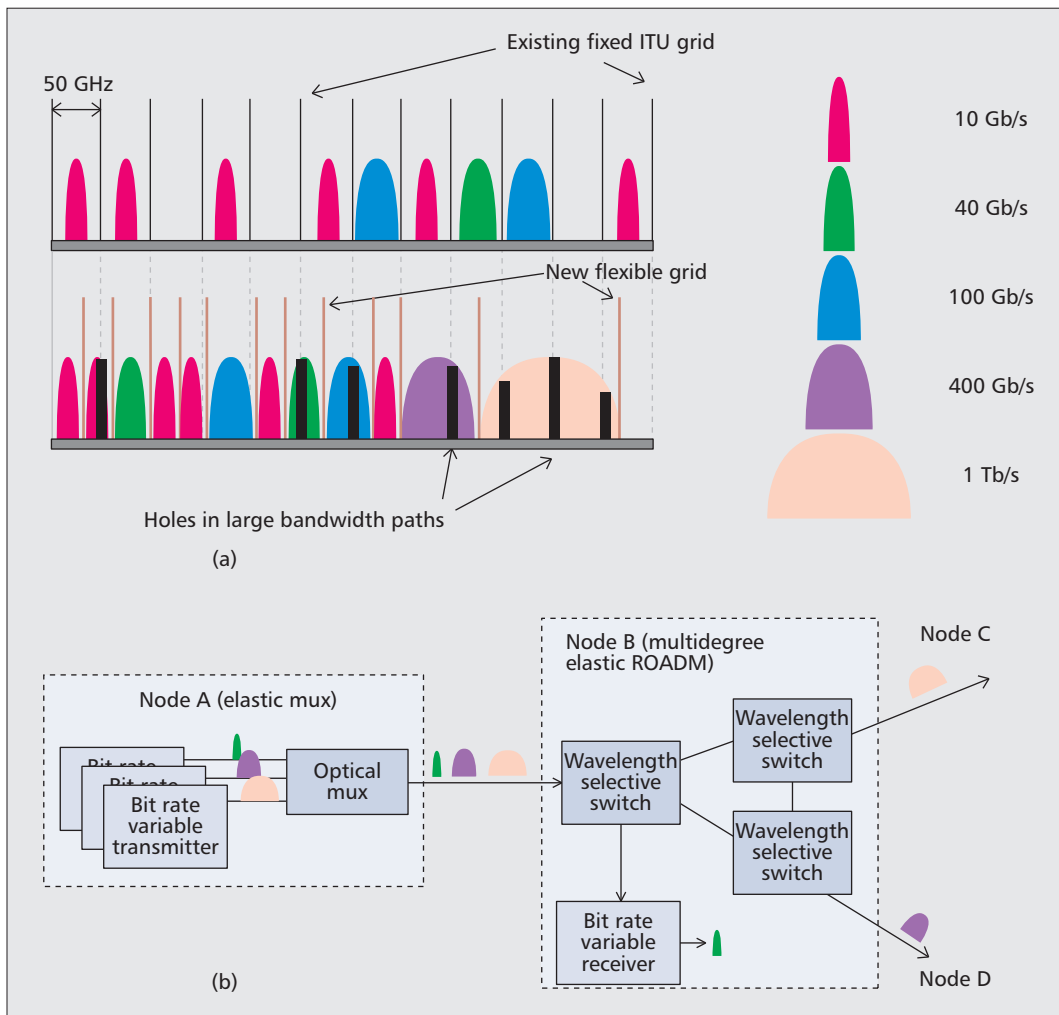 Existing fixed ITU grid
50 GHz
10 Gb/s
40 Gb/s
New flexible grid
100 Gb/s
400 Gb/s
1 Tb/s
Holes in large bandwidth paths
(a)
Node A (elastic mux)
Bit rate
Bit rate
Bit rate
variable
transmitter
Optical
mux
Node B (multidegree
elastic ROADM)
Wavelength
selective
switch
Wavelength
selective
switch
Wavelength
selective
switch
Bit rate
variable
receiver
Node C
Node D
(b)